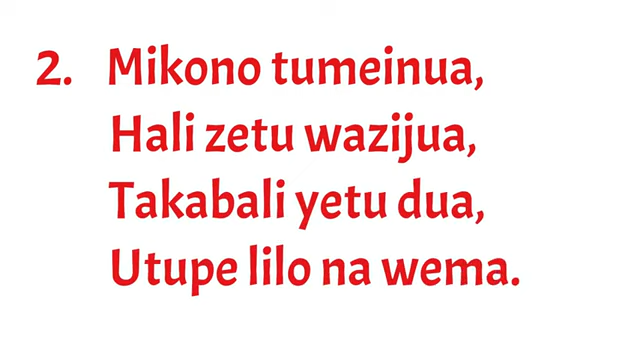 2. Mikono tumeinua,
Hali zetu wazijua,
Takabali yetu dua,
Utupe lilo na wema.